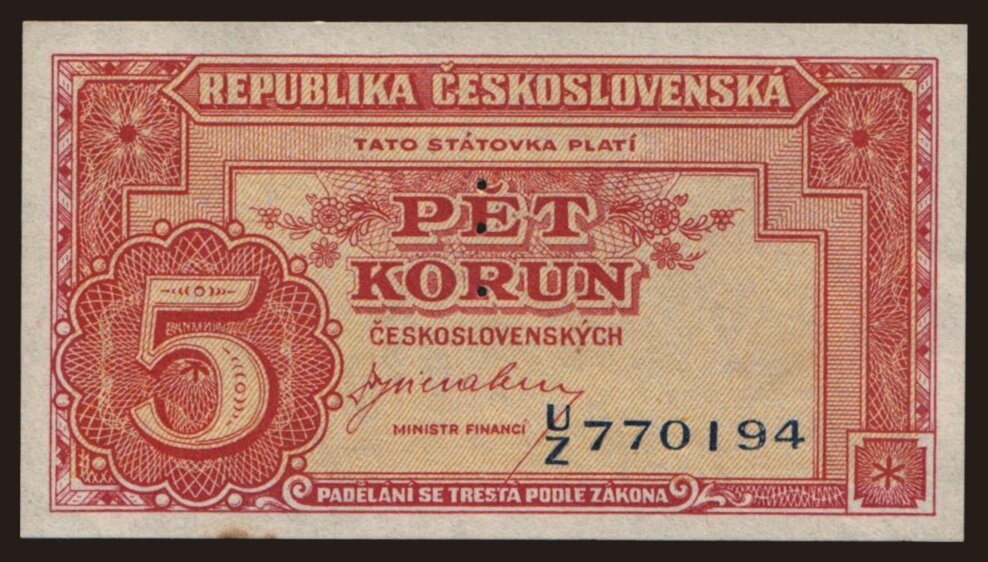 REPUBLIKA ČESKOSLOVENSKÁ
TATO STÁTOVKA PLATÍ
PĚT
KORUN
ČESKOSLOVENSKÝCH
5
MINISTR FINANCÍ
U/Z 770194
PADĚLÁNÍ SE TRESTÁ PODLE ZÁKONA